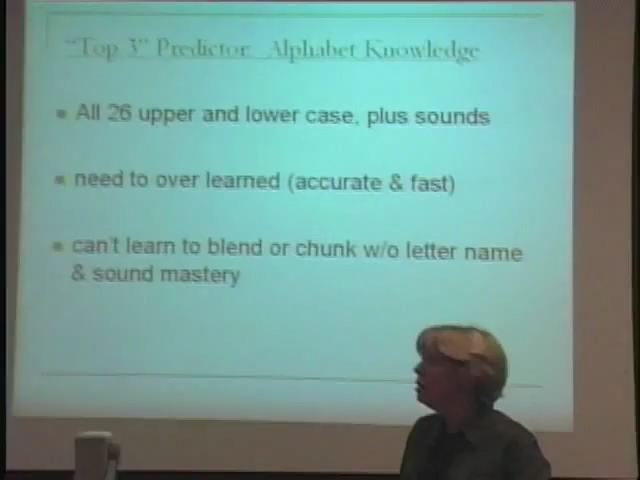 "Top 3" Predictor: Alphabet Knowledge
All 26 upper and lower case, plus sounds
need to over learned (accurate & fast)
can't learn to blend or chunk w/o letter name
& sound mastery